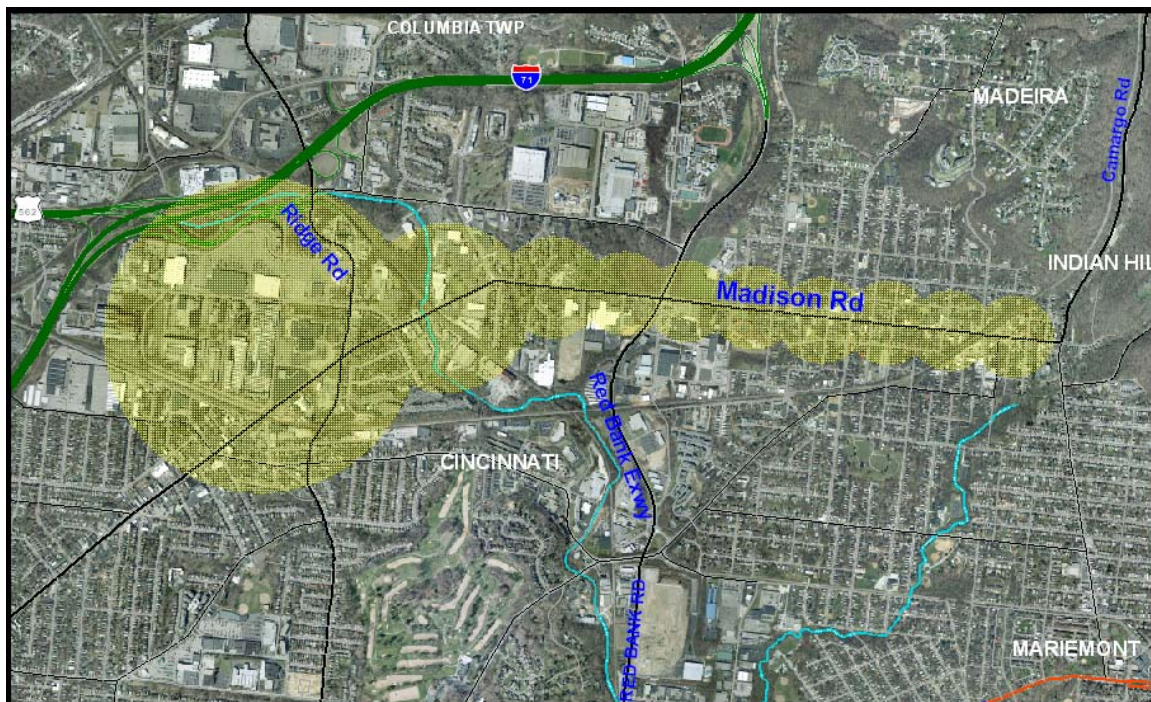 COLUMBIA TWP
71
MADEIRA
Camargo Rd
562
Ridge Rd
INDIAN HIL
Madison Rd
Red Bank Exwy
CINCINNATI
RED BANK RD
MARIEMONT